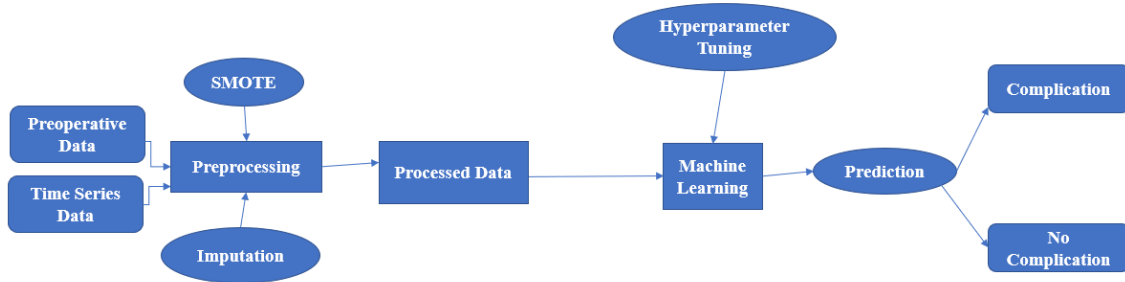 Hyperparameter
Tuning
SMOTE
Complication
Preoperative
Data
Preprocessing
Processed Data
Machine
Learning
Prediction
Time Series
Data
Imputation
No
Complication